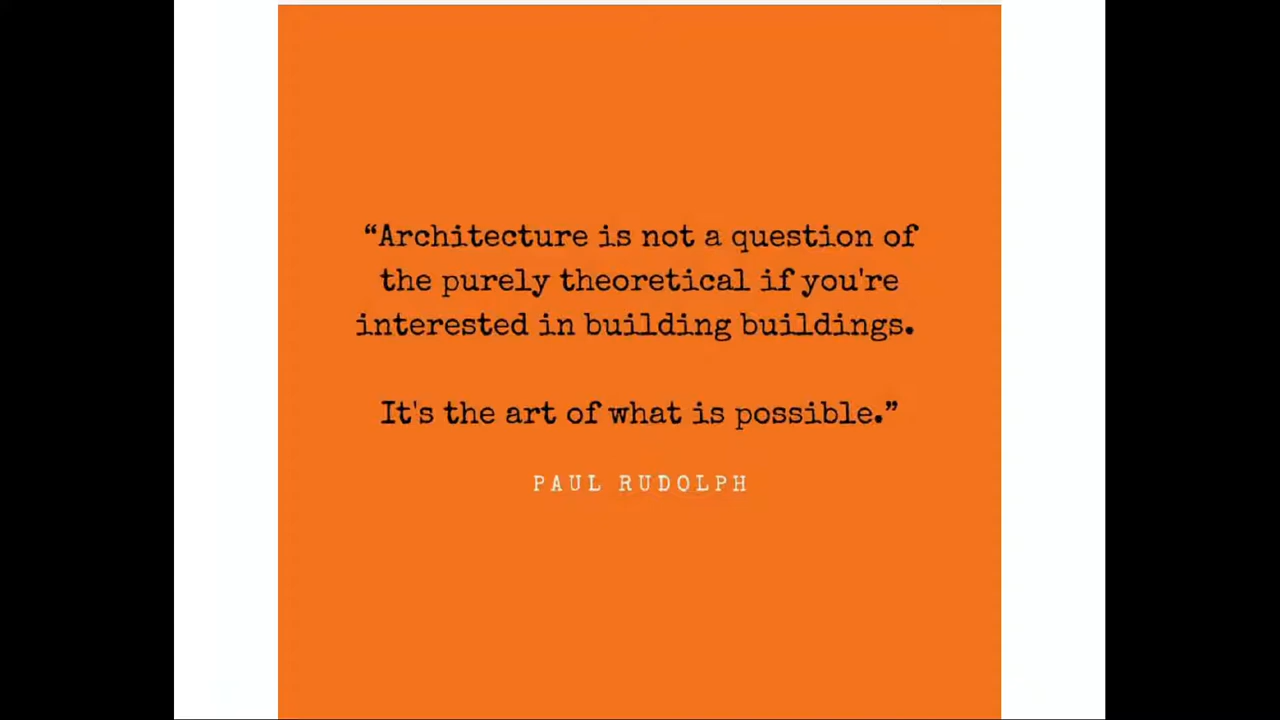 “Architecture is not a question of
the purely theoretical if you're
interested in building buildings.
It's the art of what is possible.”
PAUL RUDOLPH